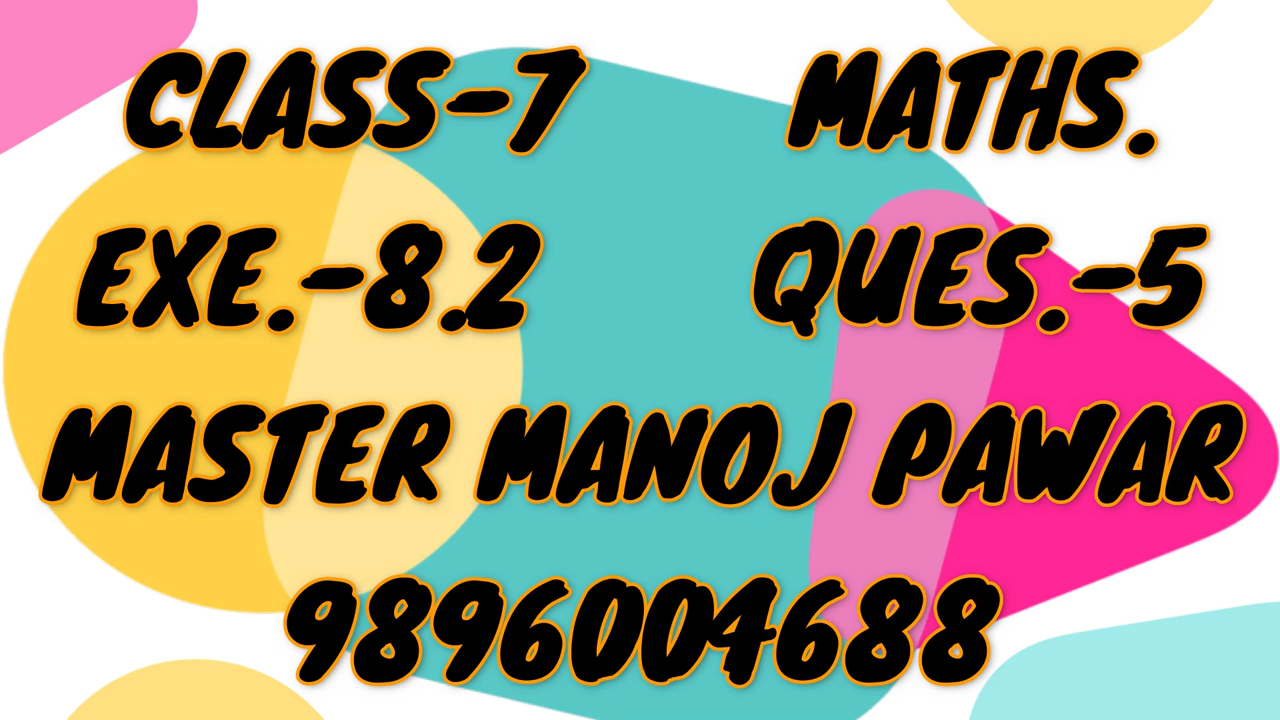 CLASS-7 MATHS.
EXE.-8.2 QUES.-5
MASTER MANOJ PAWAR
9896004688